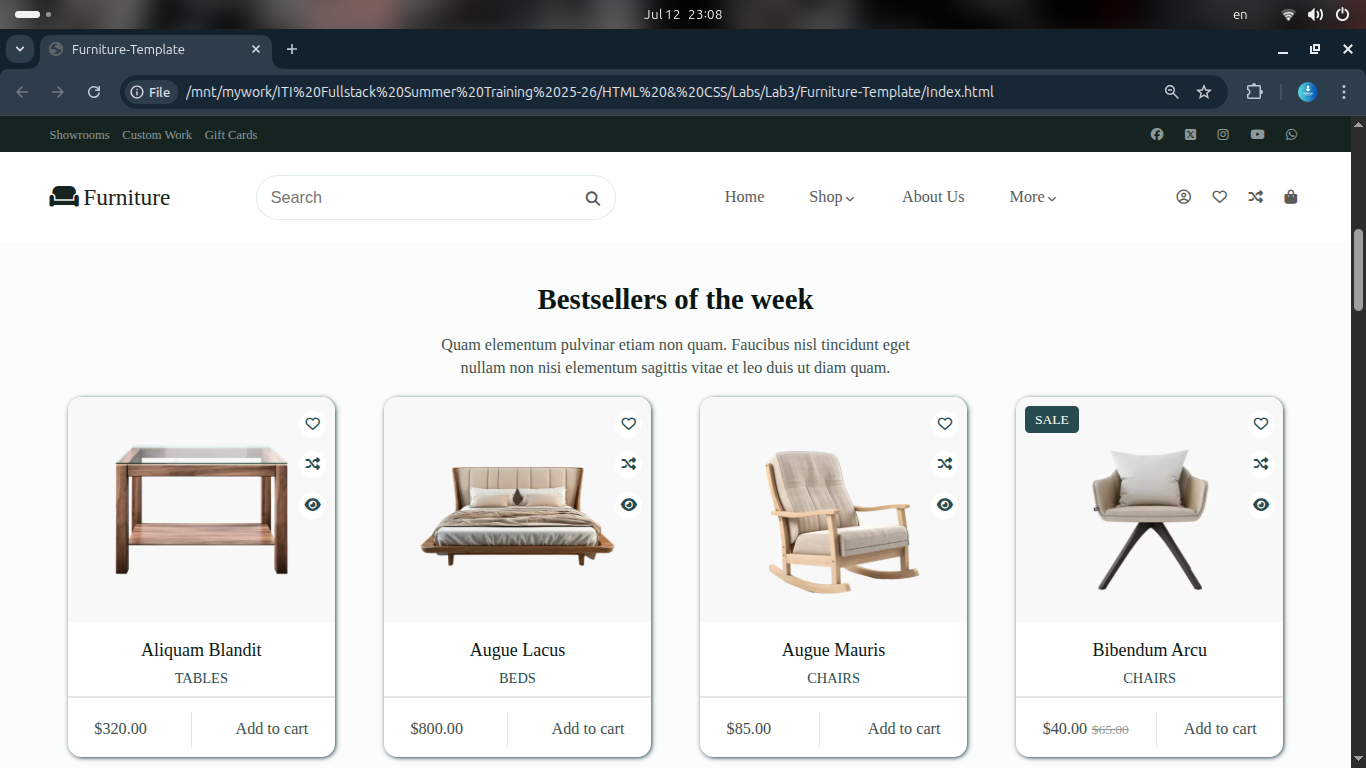 Jul 12 23:08
en
Furniture-Template
File
/mnt/mywork/ITI%20Fullstack%20Summer%20Training%2025-26/HTML%20&%20CSS/Labs/Lab3/Furniture-Template/Index.html
Showrooms Custom Work Gift Cards
Furniture
Search
Home Shop About Us More
Bestsellers of the week
Quam elementum pulvinar etiam non quam. Faucibus nisl tincidunt eget
nullam non nisi elementum sagittis vitae et leo duis ut diam quam.
SALE
Aliquam Blandit
TABLES
$320.00 Add to cart
Augue Lacus
BEDS
$800.00 Add to cart
Augue Mauris
CHAIRS
$85.00 Add to cart
Bibendum Arcu
CHAIRS
$40.00 $65.00 Add to cart